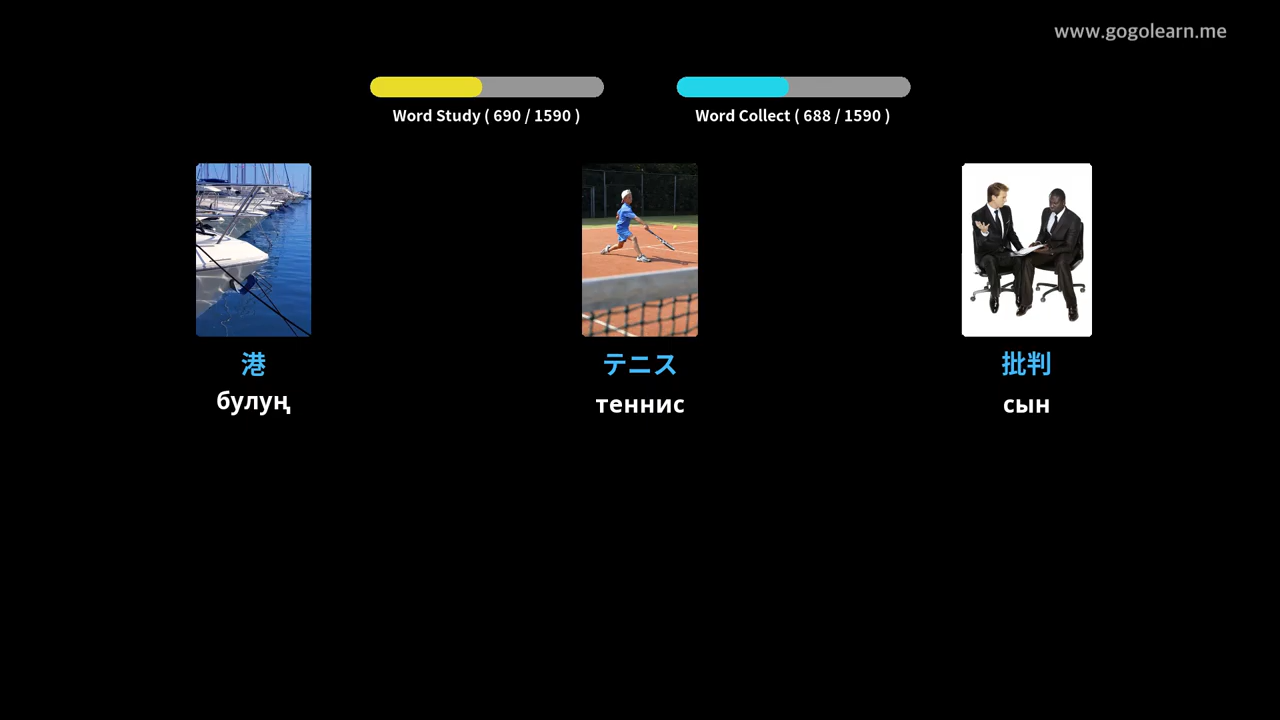 www.gogolearn.me
Word Study ( 690 / 1590 )
Word Collect ( 688 / 1590 )
港
булуң
テニス
теннис
批判
сын